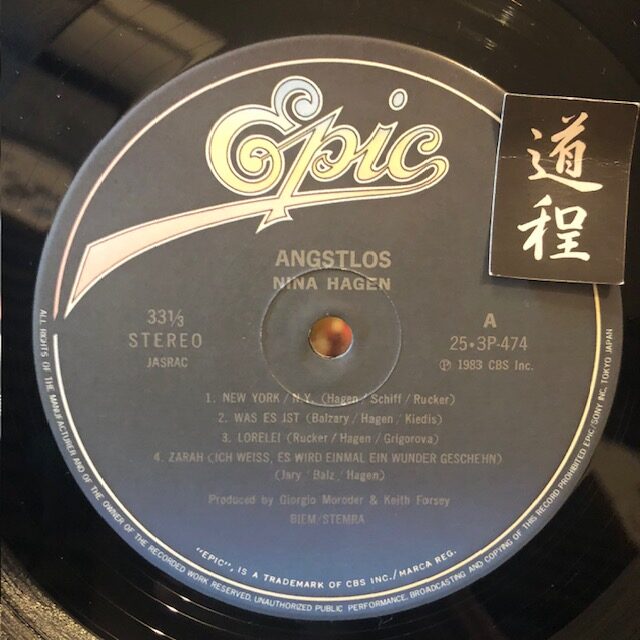 Epic
道
程
ANGSTLOS
NINA HAGEN
33⅓
STEREO
JASRAC
A
25・3P-474
Ⓟ 1983 CBS Inc.
1. NEW YORK / N.Y. (Hagen / Schiff / Rucker)
2. WAS ES IST (Balzary / Hagen / Kiedis)
3. LORELEI (Rucker / Hagen / Grigorova)
4. ZARAH (ICH WEISS, ES WIRD EINMAL EIN WUNDER GESCHEHN)
(Jary / Balz / Hagen)
Produced by Giorgio Moroder & Keith Forsey
BIEM/STEMRA
"EPIC", IS A TRADEMARK OF CBS INC./MARCA REG.
ALL RIGHTS OF THE MANUFACTURER AND OF THE OWNER OF THE RECORDED WORK RESERVED. UNAUTHORIZED PUBLIC PERFORMANCE, BROADCASTING AND COPYING OF THIS RECORD PROHIBITED EPIC/SONY INC. TOKYO JAPAN